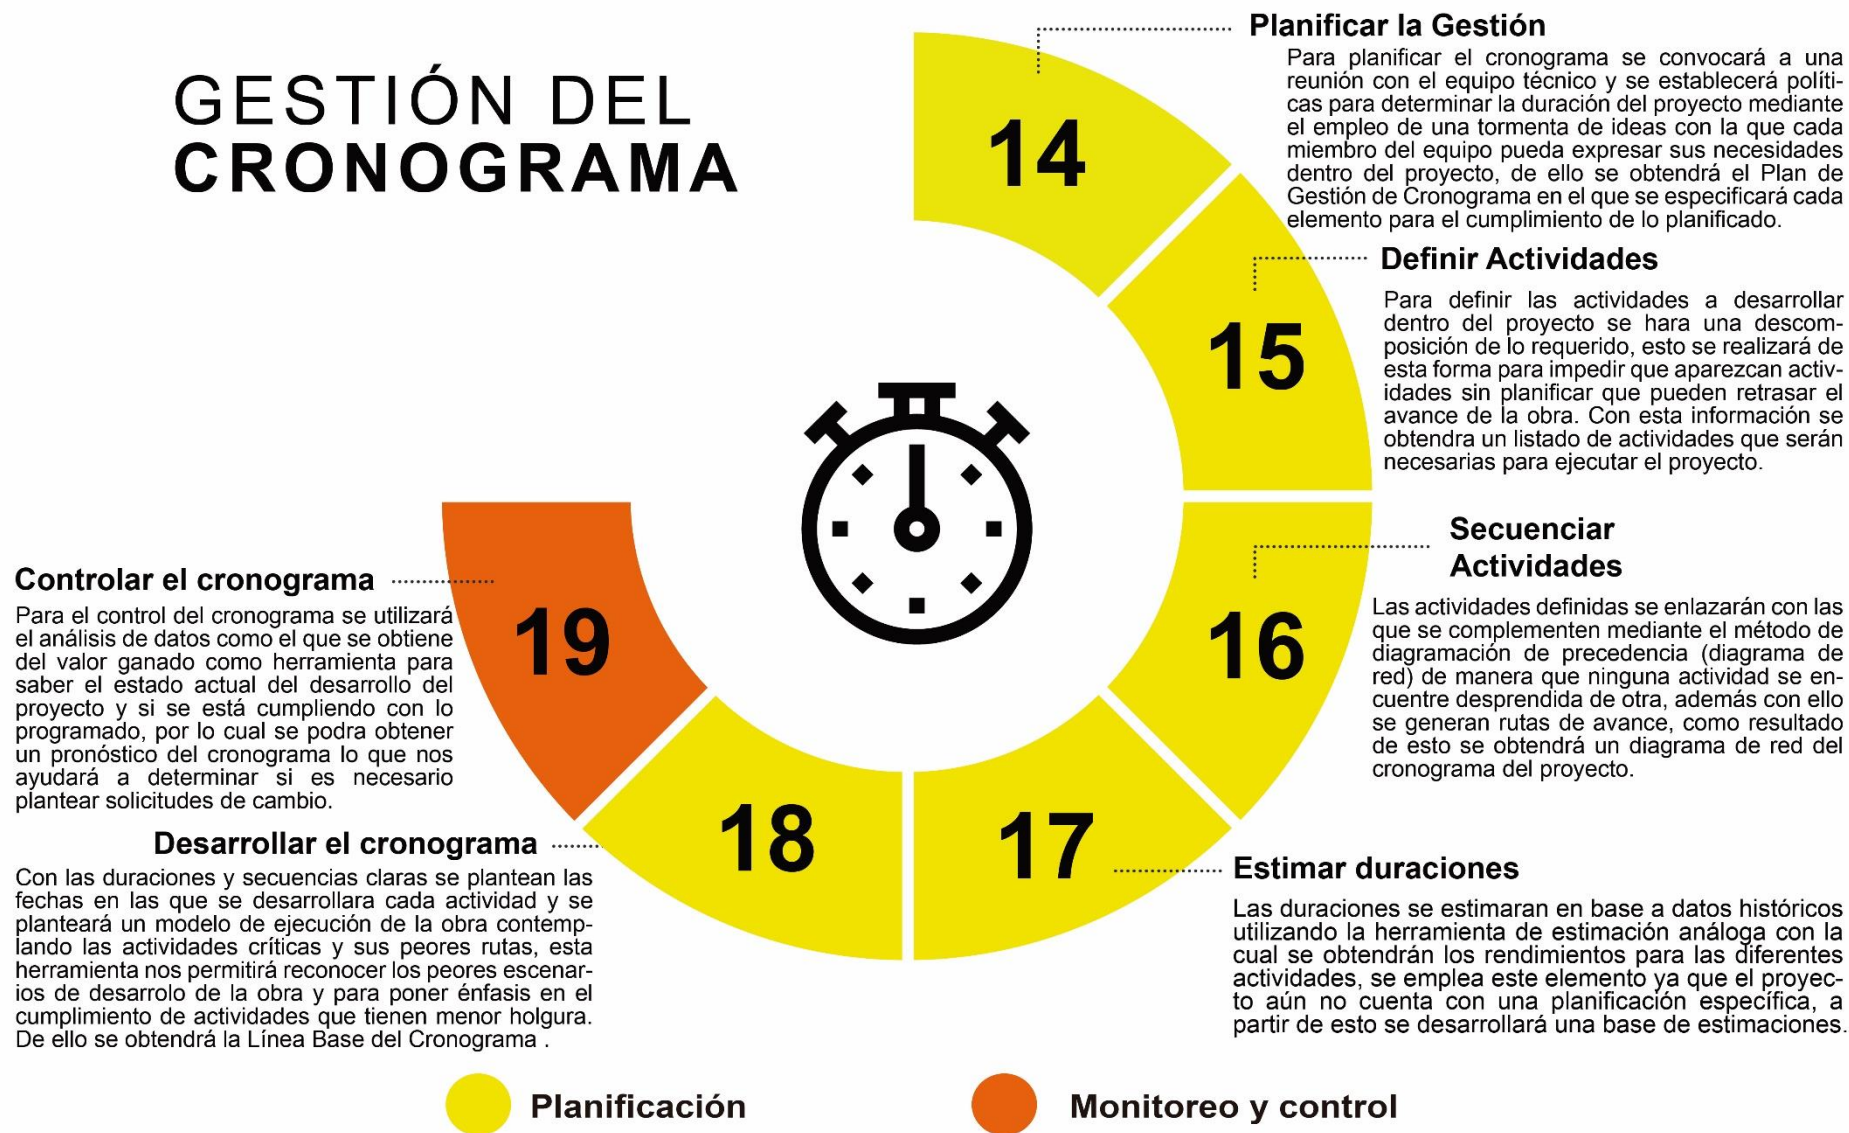 GESTIÓN DEL
CRONOGRAMA
14
Planificar la Gestión
Para planificar el cronograma se convocará a una
reunión con el equipo técnico y se establecerá políti-
cas para determinar la duración del proyecto mediante
el empleo de una tormenta de ideas con la que cada
miembro del equipo pueda expresar sus necesidades
dentro del proyecto, de ello se obtendrá el Plan de
Gestión de Cronograma en el que se especificará cada
elemento para el cumplimiento de lo planificado.
15
Definir Actividades
Para definir las actividades a desarrollar
dentro del proyecto se hara una descom-
posición de lo requerido, esto se realizará de
esta forma para impedir que aparezcan activ-
idades sin planificar que pueden retrasar el
avance de la obra. Con esta información se
obtendra un listado de actividades que serán
necesarias para ejecutar el proyecto.
16
Secuenciar
Actividades
Las actividades definidas se enlazarán con las
que se complementen mediante el método de
diagramación de precedencia (diagrama de
red) de manera que ninguna actividad se en-
cuentre desprendida de otra, además con ello
se generan rutas de avance, como resultado
de esto se obtendrá un diagrama de red del
cronograma del proyecto.
17
Estimar duraciones
Las duraciones se estimaran en base a datos históricos
utilizando la herramienta de estimación análoga con la
cual se obtendrán los rendimientos para las diferentes
actividades, se emplea este elemento ya que el proyec-
to aún no cuenta con una planificación específica, a
partir de esto se desarrollará una base de estimaciones.
18
Desarrollar el cronograma
Con las duraciones y secuencias claras se plantean las
fechas en las que se desarrollara cada actividad y se
planteará un modelo de ejecución de la obra contemp-
lando las actividades críticas y sus peores rutas, esta
herramienta nos permitirá reconocer los peores escenar-
ios de desarrolo de la obra y para poner énfasis en el
cumplimiento de actividades que tienen menor holgura.
De ello se obtendrá la Línea Base del Cronograma .
19
Controlar el cronograma
Para el control del cronograma se utilizará
el análisis de datos como el que se obtiene
del valor ganado como herramienta para
saber el estado actual del desarrollo del
proyecto y si se está cumpliendo con lo
programado, por lo cual se podra obtener
un pronóstico del cronograma lo que nos
ayudará a determinar si es necesario
plantear solicitudes de cambio.
Planificación
Monitoreo y control